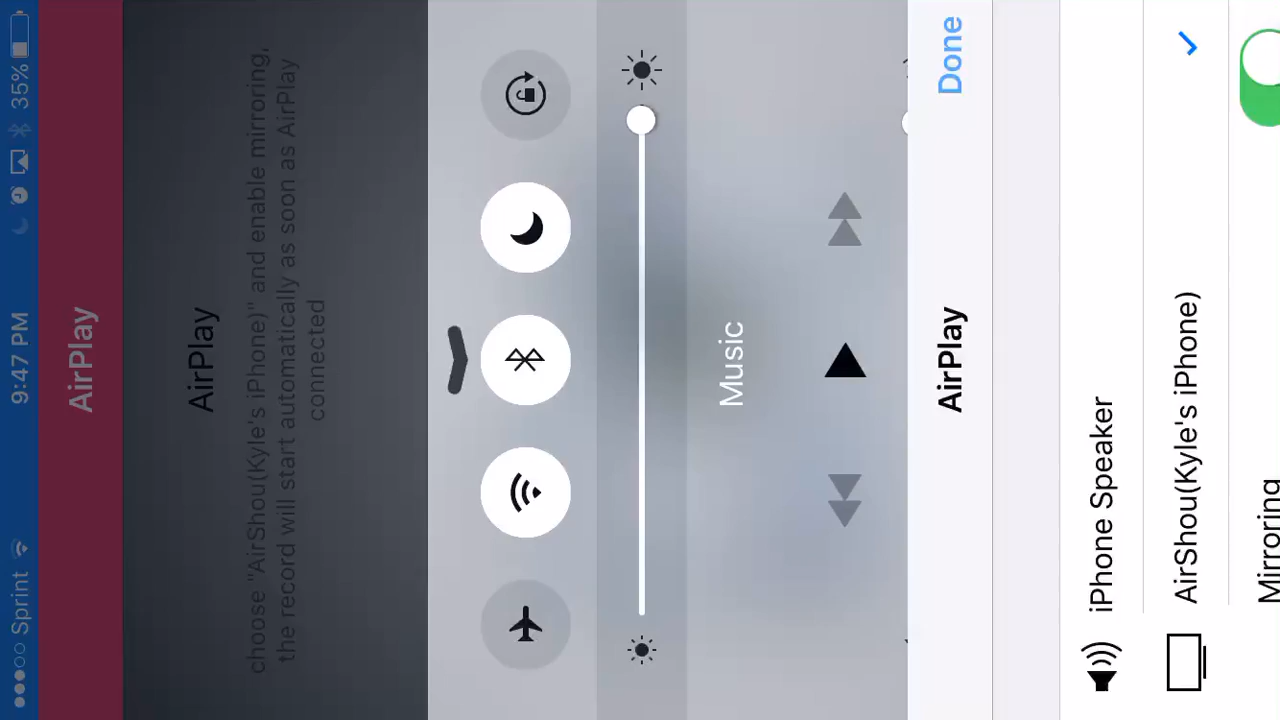 Sprint 9:47 PM 35%
AirPlay
AirPlay
choose "AirShou(Kyle's iPhone)" and enable mirroring,
the record will start automatically as soon as AirPlay
connected
Music
AirPlay Done
iPhone Speaker
AirShou(Kyle's iPhone)
Mirroring